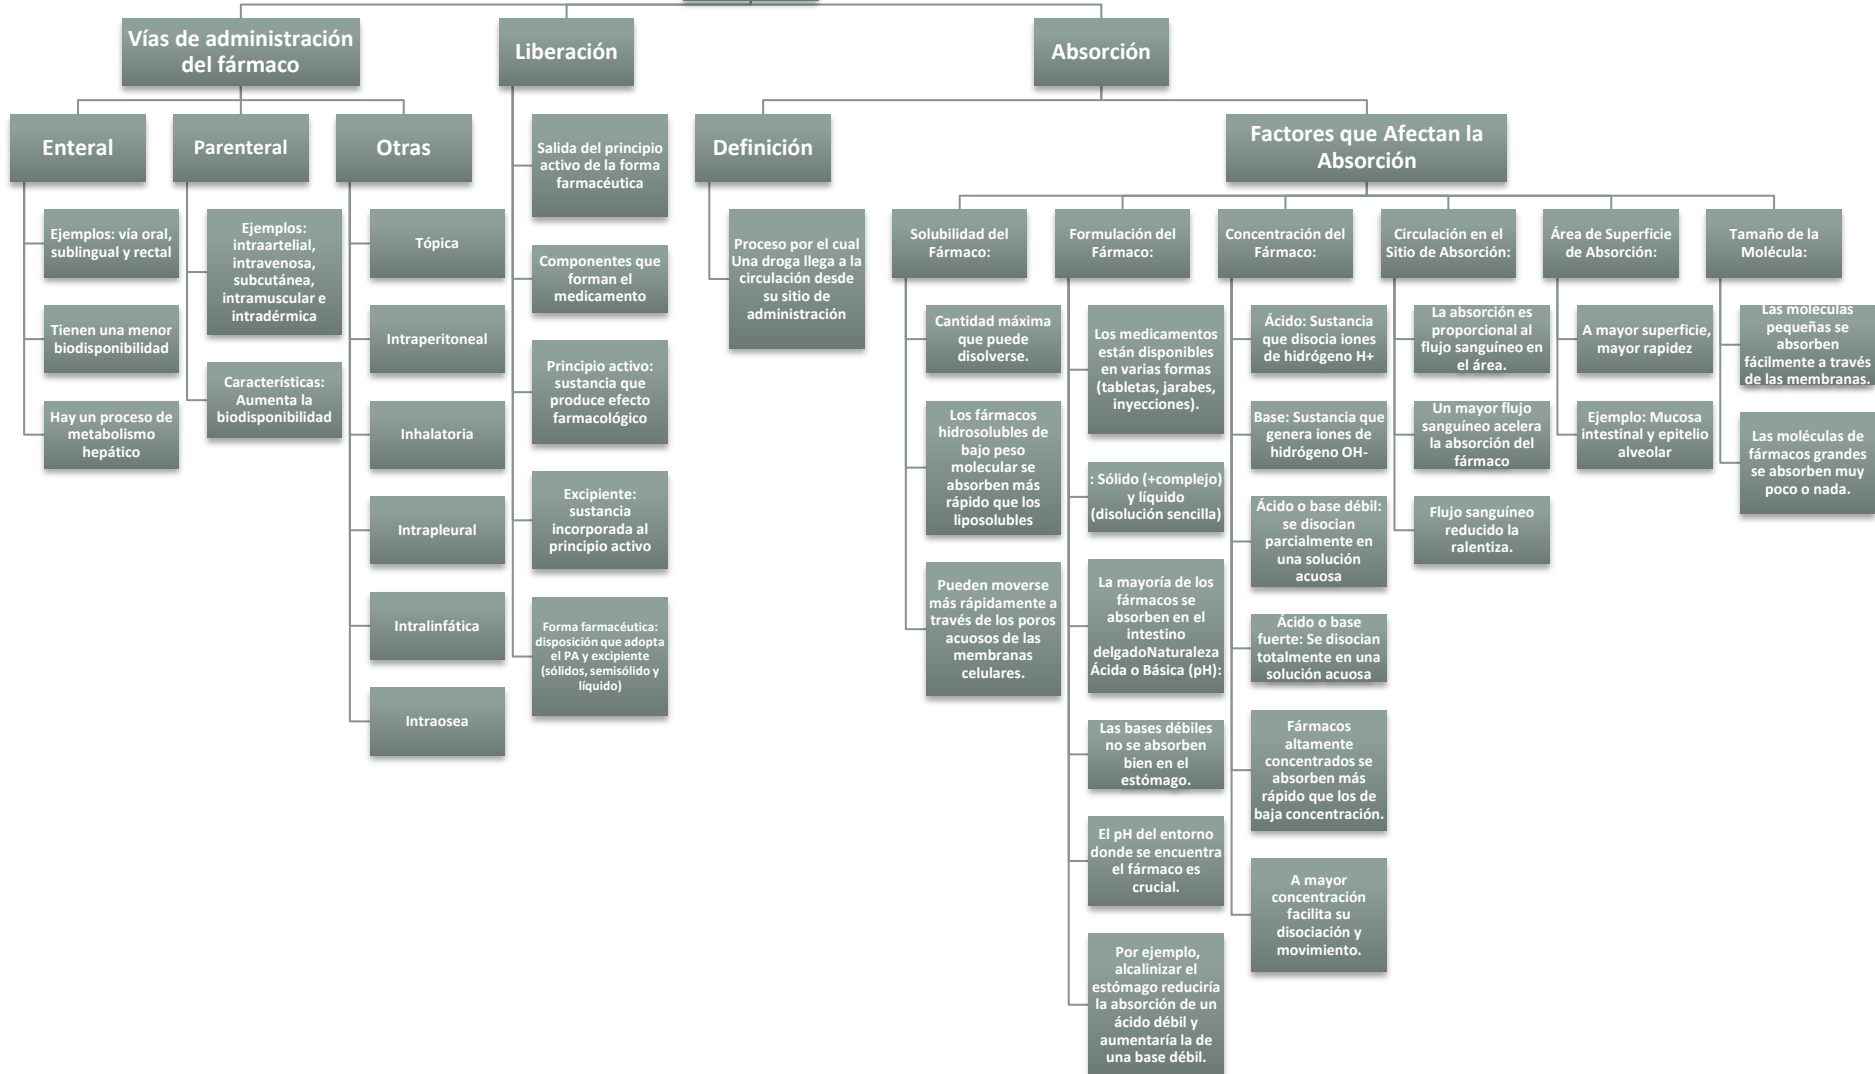 Vías de administración
del fármaco
Enteral
Ejemplos: vía oral,
sublingual y rectal
Tienen una menor
biodisponibilidad
Hay un proceso de
metabolismo
hepático
Parenteral
Ejemplos:
intraartelial,
intravenosa,
subcutánea,
intramuscular e
intradérmica
Características:
Aumenta la
biodisponibilidad
Otras
Tópica
Intraperitoneal
Inhalatoria
Intrapleural
Intralinfática
Intraosea
Liberación
Salida del principio
activo de la forma
farmacéutica
Componentes que
forman el
medicamento
Principio activo:
sustancia que
produce efecto
farmacológico
Excipiente:
sustancia
incorporada al
principio activo
Forma farmacéutica:
disposición que adopta
el PA y excipiente
(sólidos, semisólido y
líquido)
Absorción
Definición
Proceso por el cual
Una droga llega a la
circulación desde
su sitio de
administración
Factores que Afectan la
Absorción
Solubilidad del
Fármaco:
Cantidad máxima
que puede
disolverse.
Los fármacos
hidrosolubles de
bajo peso
molecular se
absorben más
rápido que los
liposolubles
Pueden moverse
más rápidamente a
través de los poros
acuosos de las
membranas
celulares.
Formulación del
Fármaco:
Los medicamentos
están disponibles
en varias formas
(tabletas, jarabes,
inyecciones).
: Sólido (+complejo)
y líquido
(disolución sencilla)
La mayoría de los
fármacos se
absorben en el
intestino
delgadoNaturaleza
Ácida o Básica (pH):
Las bases débiles
no se absorben
bien en el
estómago.
El pH del entorno
donde se encuentra
el fármaco es
crucial.
Por ejemplo,
alcalinizar el
estómago reduciría
la absorción de un
ácido débil y
aumentaría la de
una base débil.
Concentración del
Fármaco:
Ácido: Sustancia
que disocia iones
de hidrógeno H+
Base: Sustancia que
genera iones de
hidrógeno OH-
Ácido o base débil:
se disocian
parcialmente en
una solución
acuosa
Ácido o base
fuerte: Se disocian
totalmente en una
solución acuosa
Fármacos
altamente
concentrados se
absorben más
rápido que los de
baja concentración.
A mayor
concentración
facilita su
disociación y
movimiento.
Circulación en el
Sitio de Absorción:
La absorción es
proporcional al
flujo sanguíneo en
el área.
Un mayor flujo
sanguíneo acelera
la absorción del
fármaco
Flujo sanguíneo
reducido la
ralentiza.
Área de Superficie
de Absorción:
A mayor superficie,
mayor rapidez
Ejemplo: Mucosa
intestinal y epitelio
alveolar
Tamaño de la
Molécula:
Las moléculas
pequeñas se
absorben
fácilmente a través
de las membranas.
Las moléculas de
fármacos grandes
se absorben muy
poco o nada.